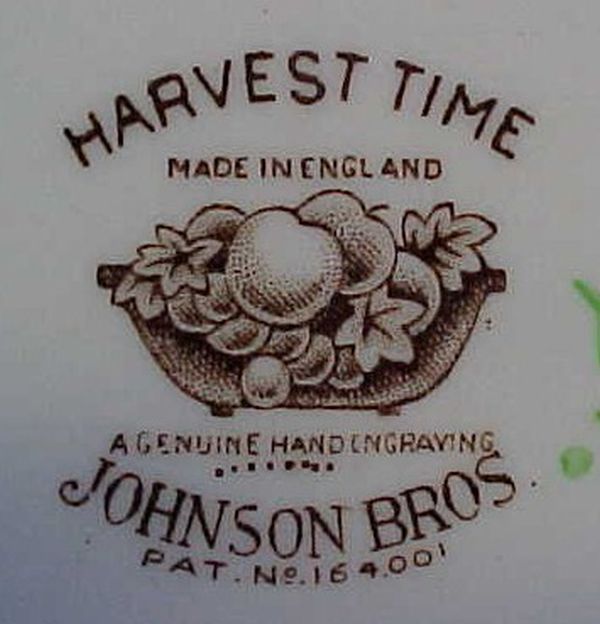 HARVEST TIME
MADE IN ENGLAND
A GENUINE HAND ENGRAVING
JOHNSON BROS
PAT. No. 164.001